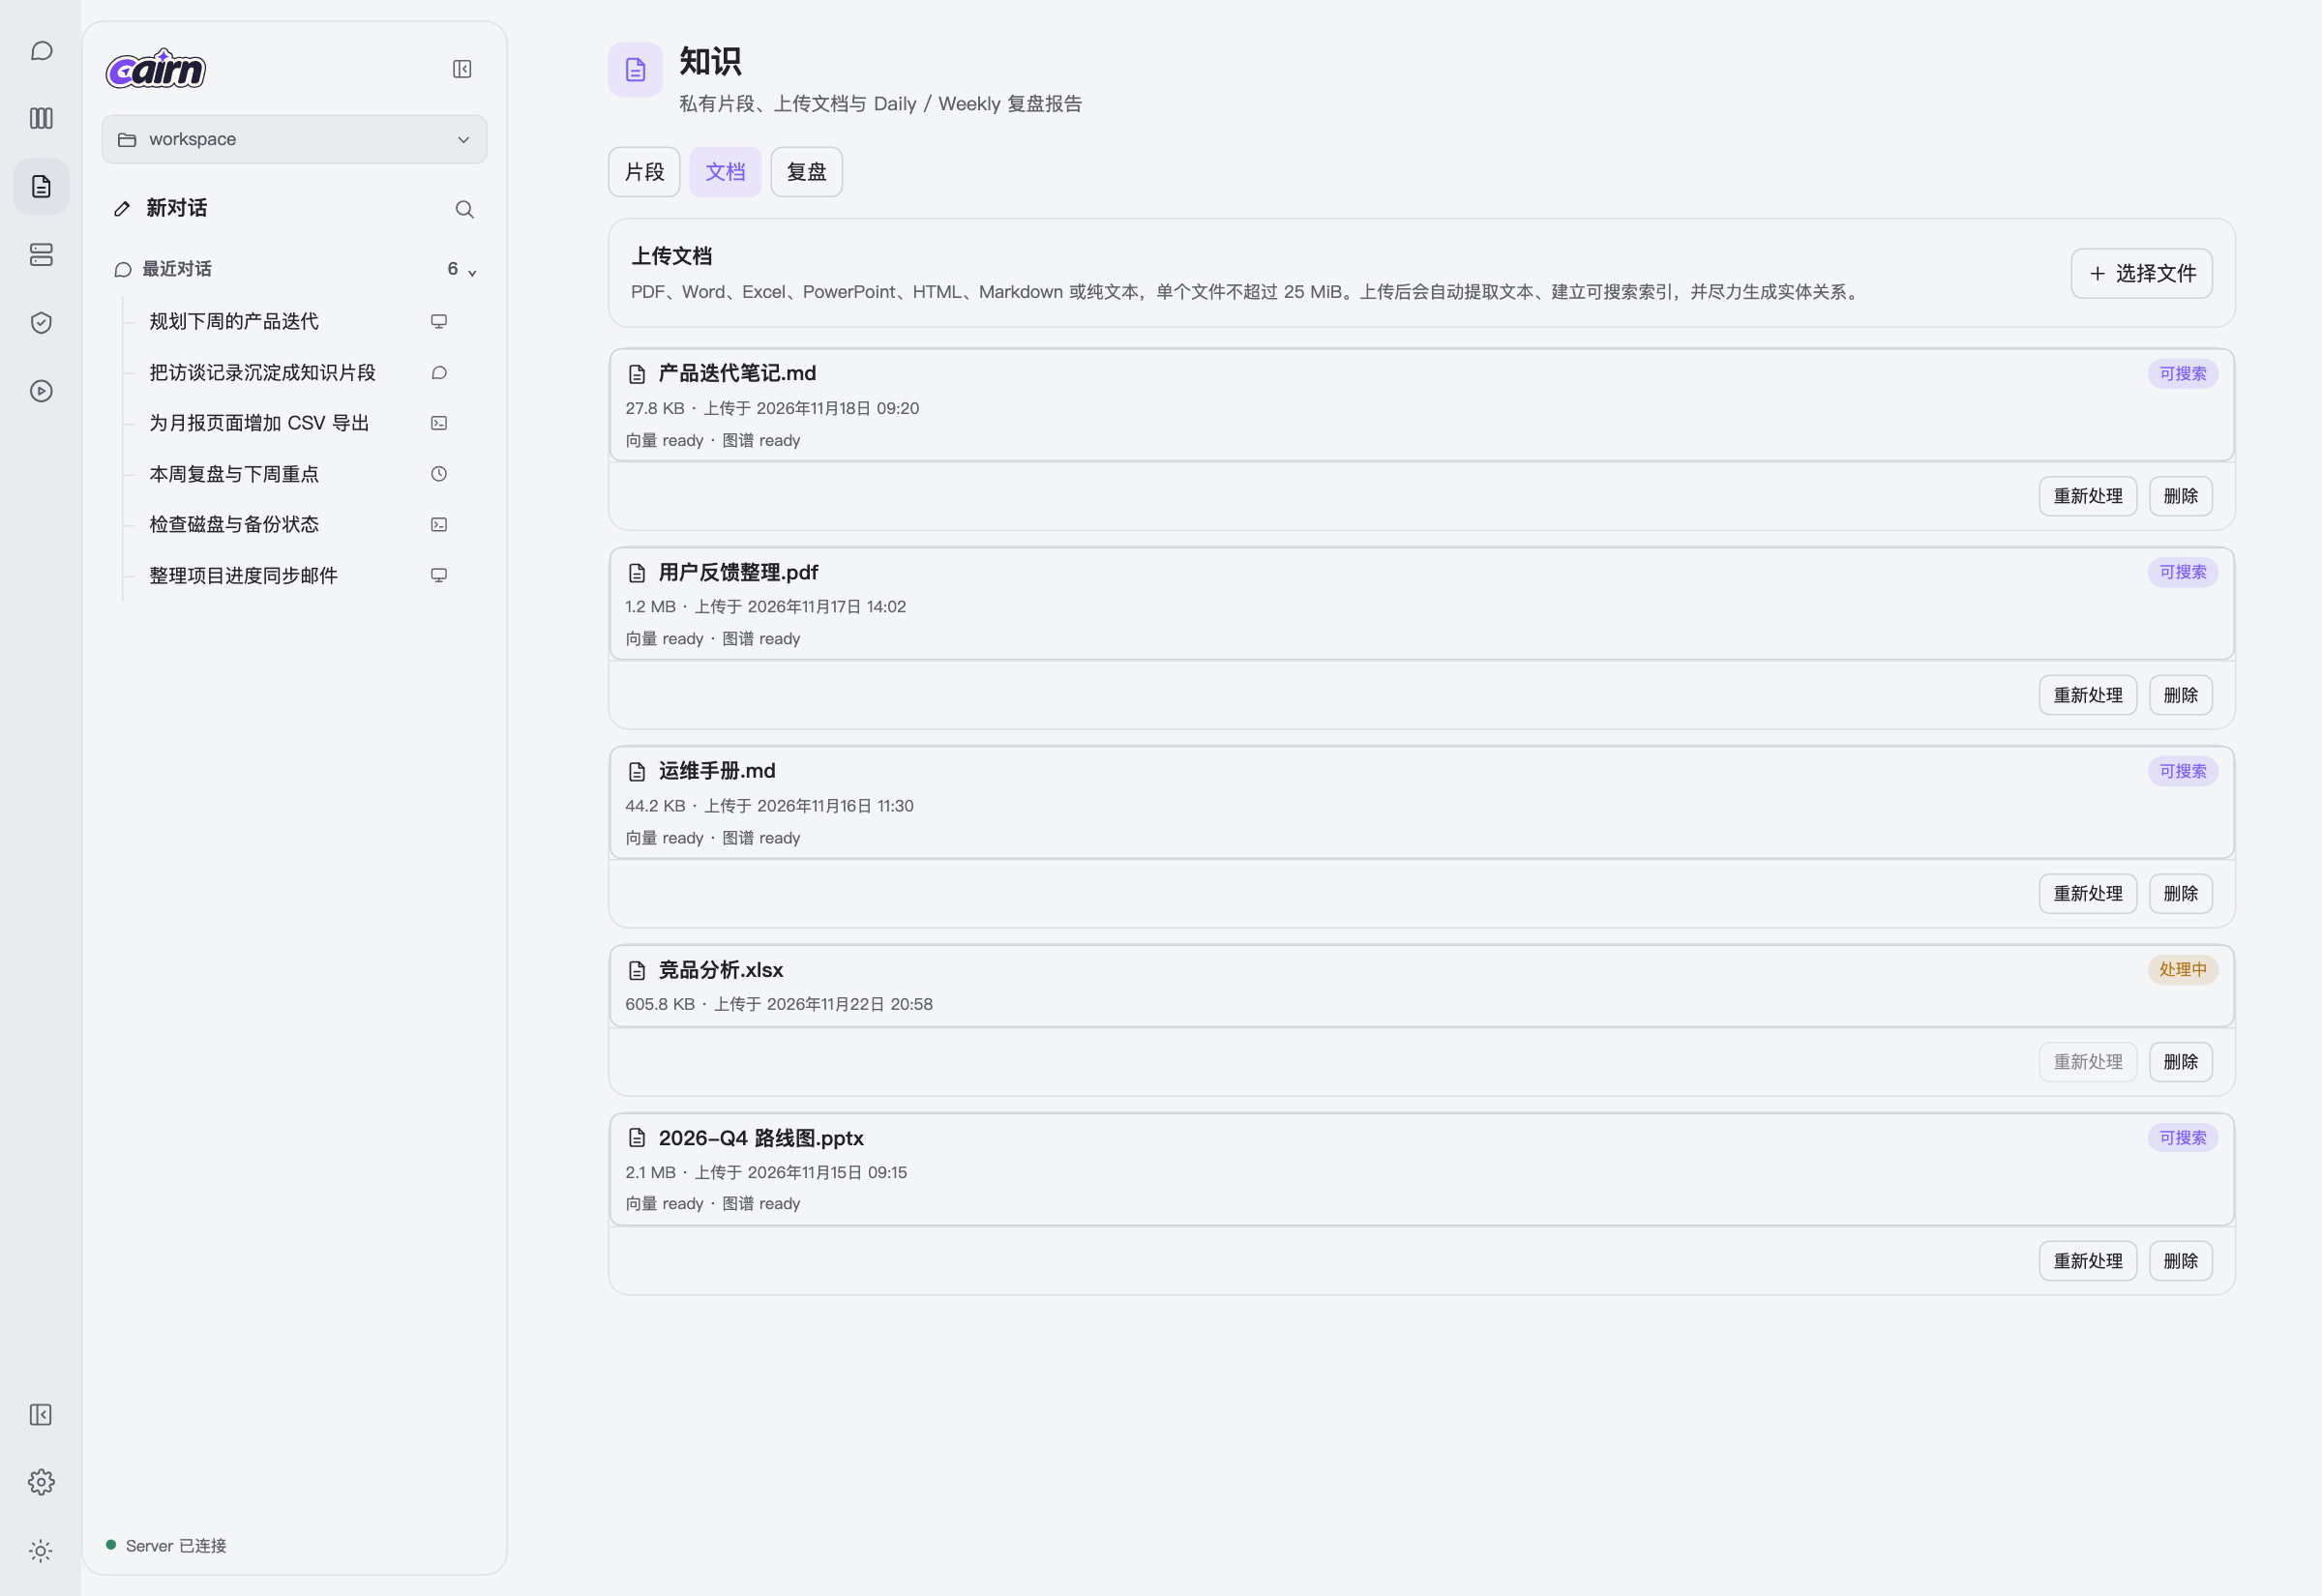 cairn
workspace
新对话
最近对话 6
规划下周的产品迭代
把访谈记录沉淀成知识片段
为月报页面增加 CSV 导出
本周复盘与下周重点
检查磁盘与备份状态
整理项目进度同步邮件
Server 已连接
知识
私有片段、上传文档与 Daily / Weekly 复盘报告
片段 文档 复盘
上传文档
PDF、Word、Excel、PowerPoint、HTML、Markdown 或纯文本，单个文件不超过 25 MiB。上传后会自动提取文本、建立可搜索索引，并尽力生成实体关系。
选择文件
产品迭代笔记.md 可搜索
27.8 KB · 上传于 2026年11月18日 09:20
向量 ready · 图谱 ready
重新处理 删除
用户反馈整理.pdf 可搜索
1.2 MB · 上传于 2026年11月17日 14:02
向量 ready · 图谱 ready
重新处理 删除
运维手册.md 可搜索
44.2 KB · 上传于 2026年11月16日 11:30
向量 ready · 图谱 ready
重新处理 删除
竞品分析.xlsx 处理中
605.8 KB · 上传于 2026年11月22日 20:58
重新处理 删除
2026-Q4 路线图.pptx 可搜索
2.1 MB · 上传于 2026年11月15日 09:15
向量 ready · 图谱 ready
重新处理 删除